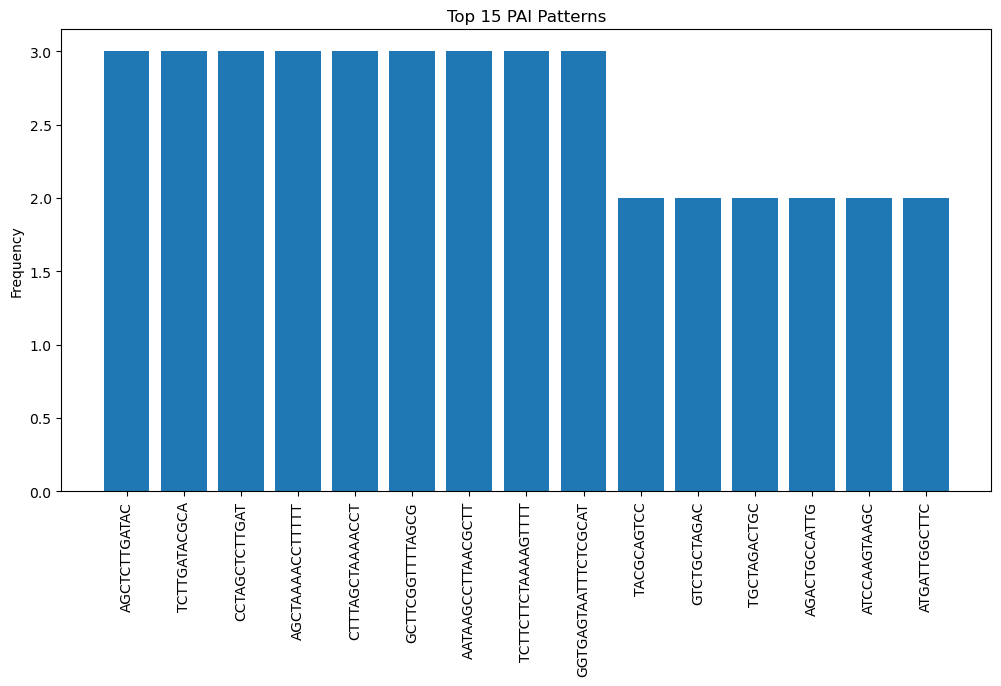 Top 15 PAI Patterns
Frequency
3.0
2.5
2.0
1.5
1.0
0.5
0.0
AGCTCTTGATAC
TCTTGATACGCA
CCTAGCTCTTGAT
AGCTAAAACCTTTTT
CTTTAGCTAAAACCT
GCTTCGGTTTTAGCG
AATAAGCCTTAACGCTT
TCTTCTTCTAAAAGTTTT
GGTGAGTAATTTCTCGCAT
TACGCAGTCC
GTCTGCTAGAC
TGCTAGACTGC
AGACTGCCATTG
ATCCAAGTAAGC
ATGATTGGCTTC